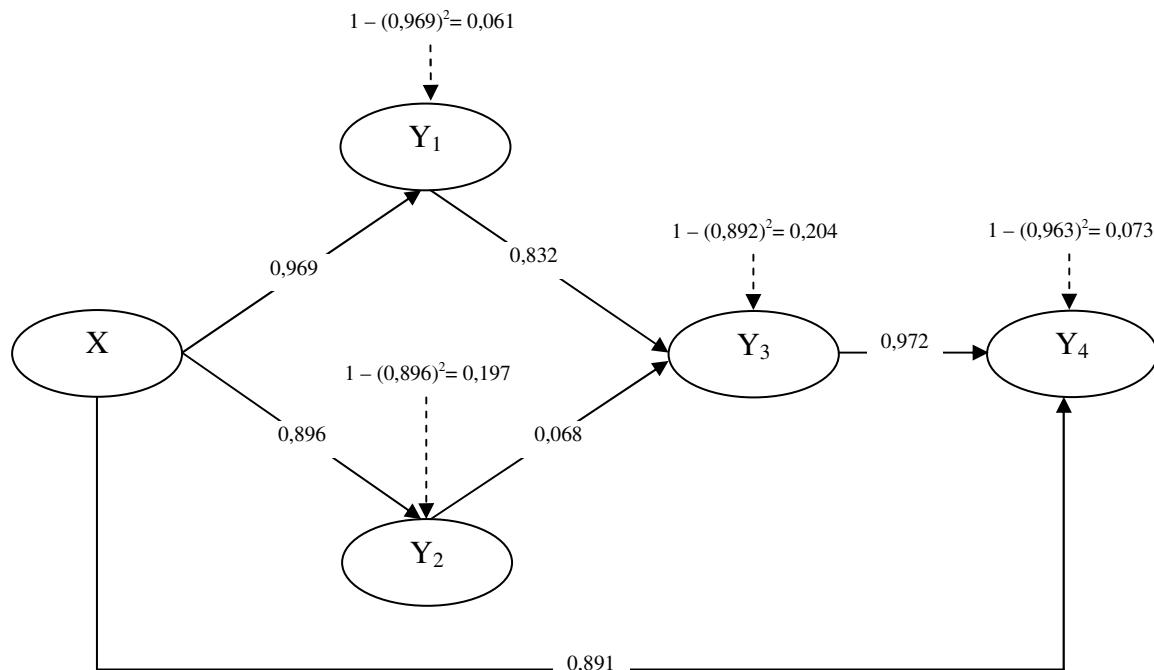 1 – (0,969)²= 0,061
Y₁
1 – (0,892)²= 0,204
1 – (0,963)²= 0,073
0,832
0,969
X
Y₃
0,972
Y₄
1 – (0,896)²= 0,197
0,896
0,068
Y₂
0,891